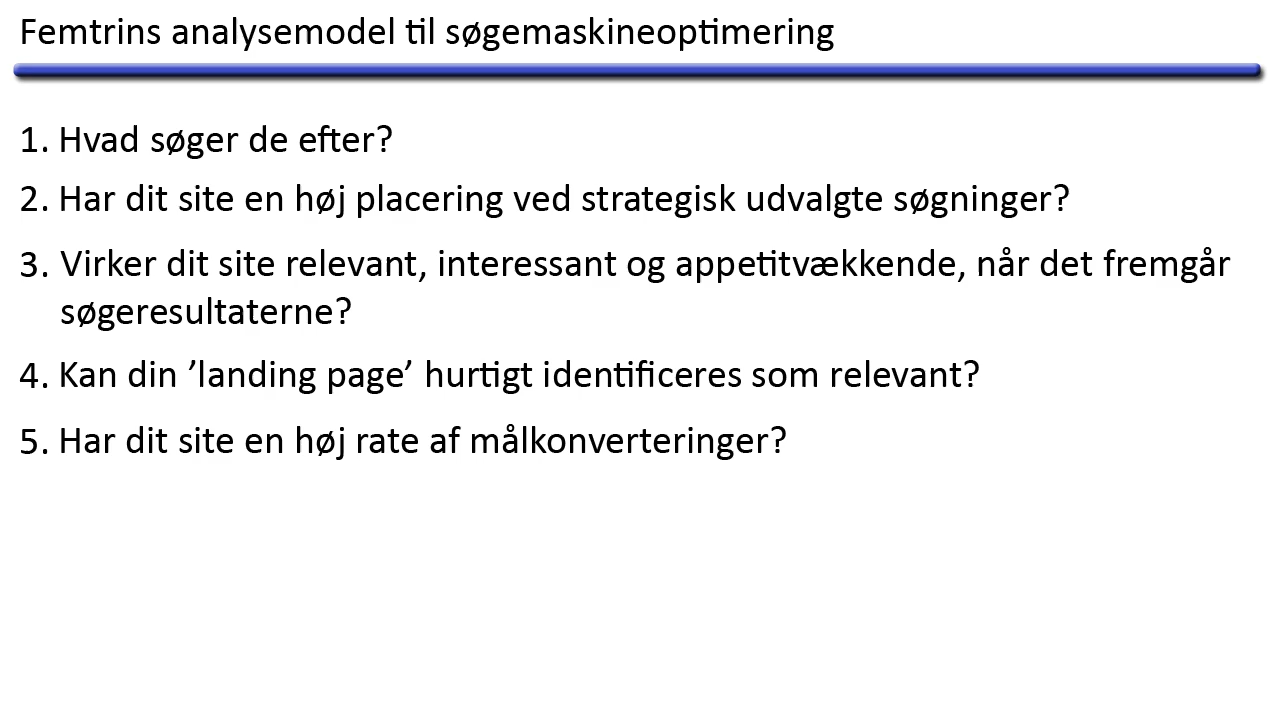 Femtrins analysemodel til søgemaskineoptimering
1. Hvad søger de efter?
2. Har dit site en høj placering ved strategisk udvalgte søgninger?
3. Virker dit site relevant, interessant og appetitvækkende, når det fremgår
søgeresultaterne?
4. Kan din ’landing page’ hurtigt identificeres som relevant?
5. Har dit site en høj rate af målkonverteringer?